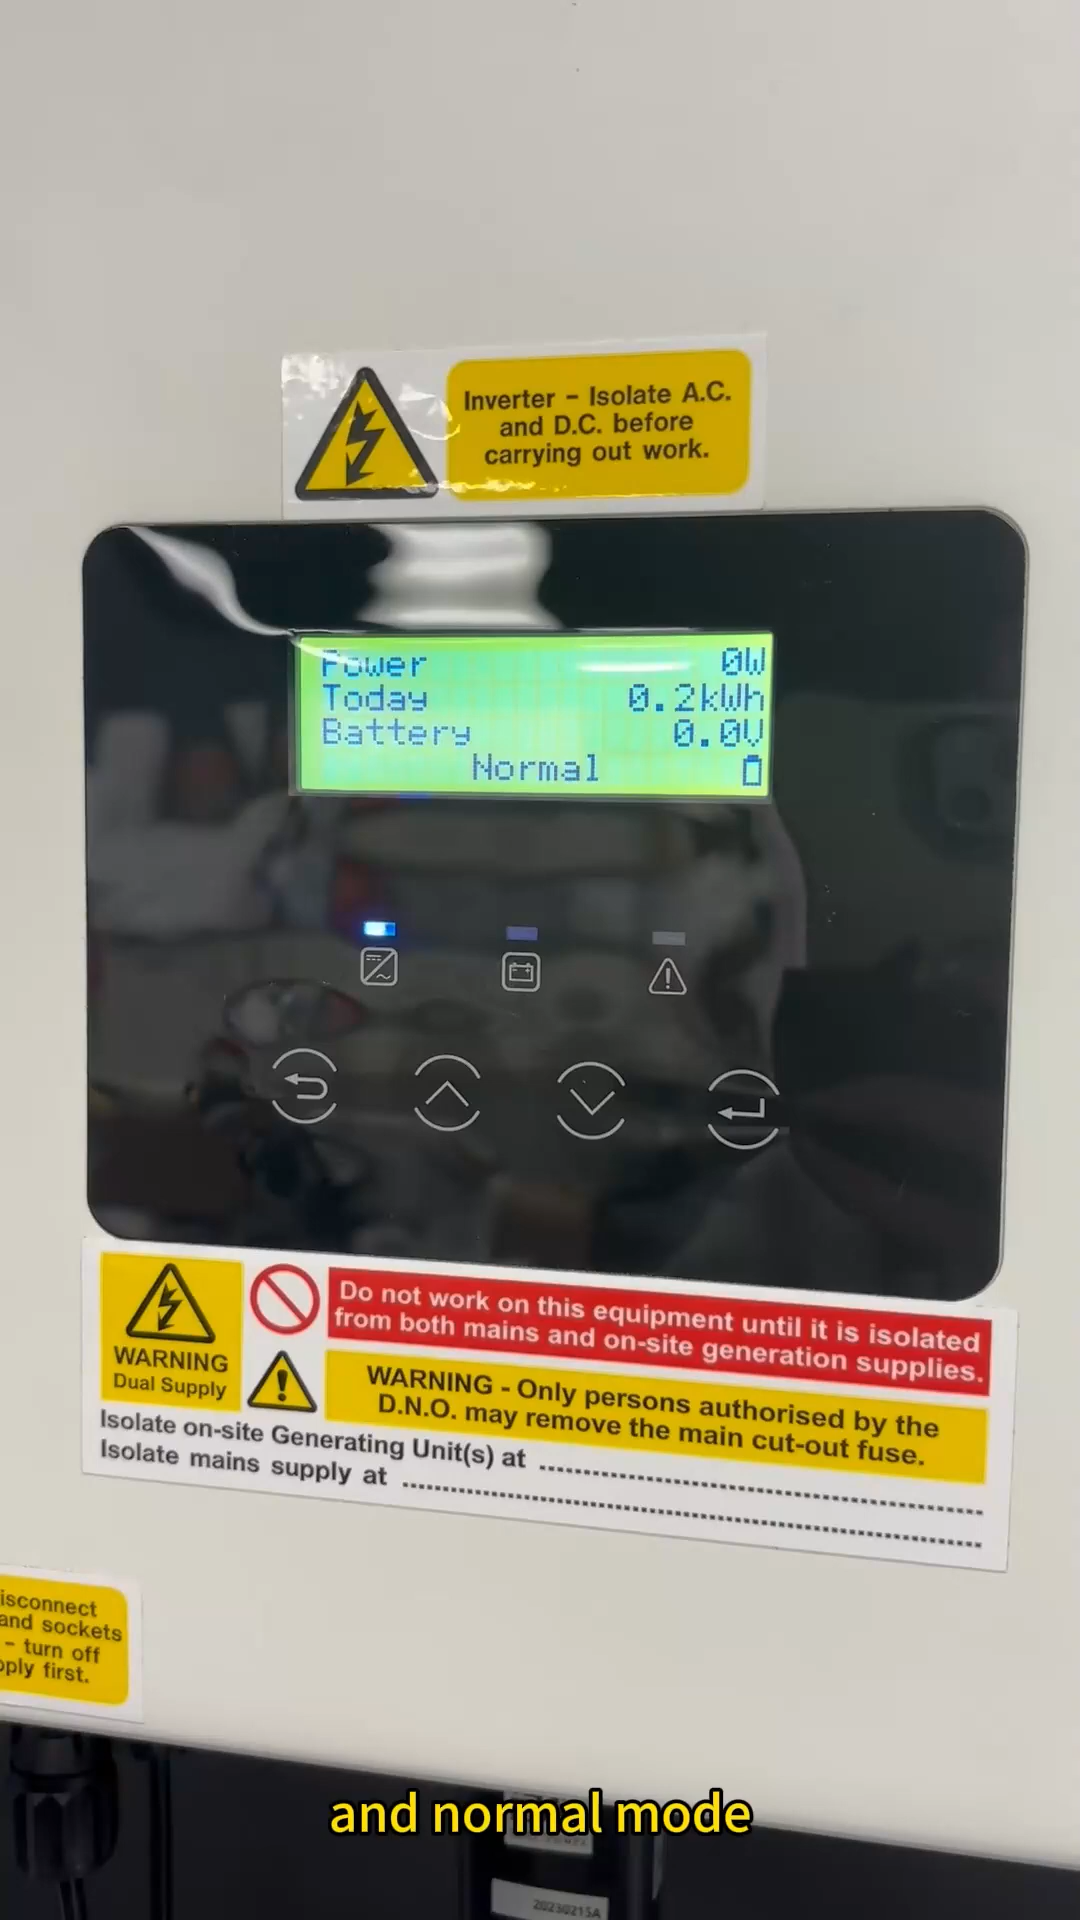 Inverter - Isolate A.C.
and D.C. before
carrying out work.
Power 0W
Today 0.2kWh
Battery 0.0V
Normal
WARNING
Dual Supply
Do not work on this equipment until it is isolated
from both mains and on-site generation supplies.
WARNING - Only persons authorised by the
D.N.O. may remove the main cut-out fuse.
Isolate on-site Generating Unit(s) at
Isolate mains supply at
isconnect
and sockets
- turn off
ply first.
and normal mode
20230215A